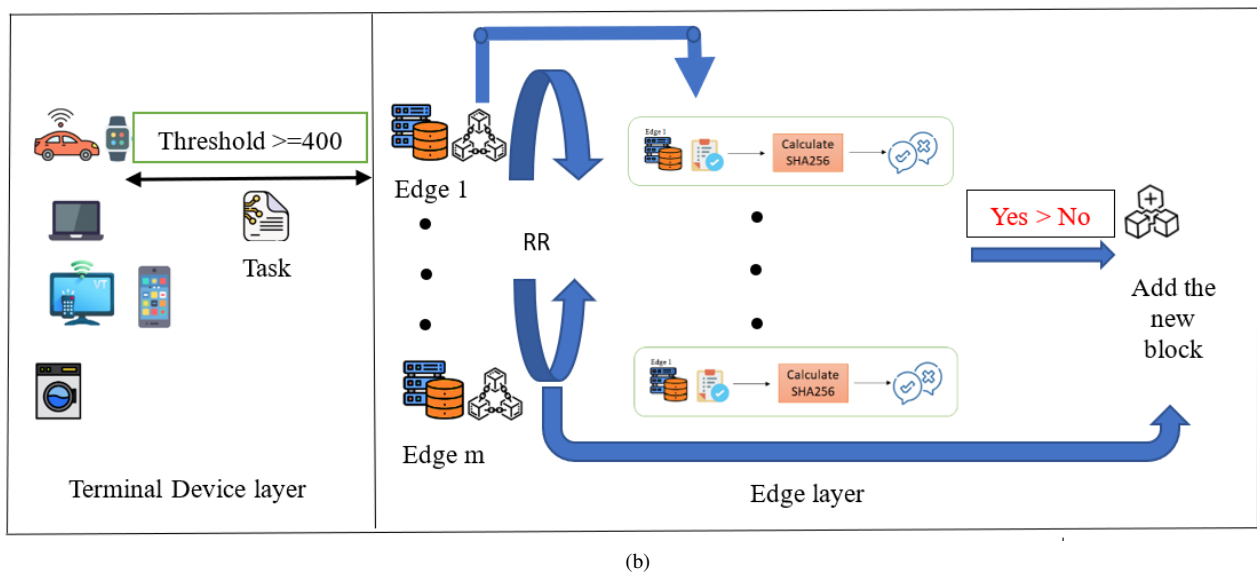 Threshold >=400
Task
VT
Terminal Device layer
Edge 1
RR
Edge m
Edge 1
Calculate
SHA256
Edge 1
Calculate
SHA256
Yes > No
Add the
new
block
Edge layer
(b)